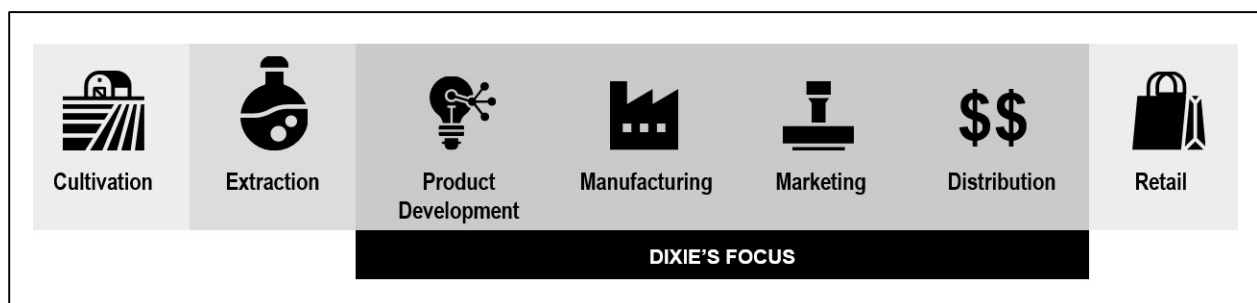 $$
Cultivation
Extraction
Product
Development
Manufacturing
Marketing
Distribution
Retail
DIXIE'S FOCUS